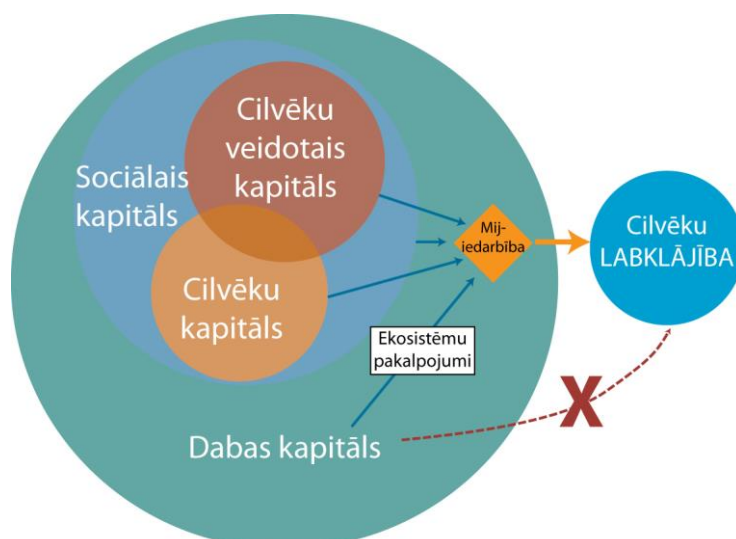 Cilvēku
veidotais
kapitāls
Sociālais
kapitāls
Cilvēku
kapitāls
Mij-
iedarbība
Cilvēku
LABKLĀJĪBA
Ekosistēmu
pakalpojumi
X
Dabas kapitāls